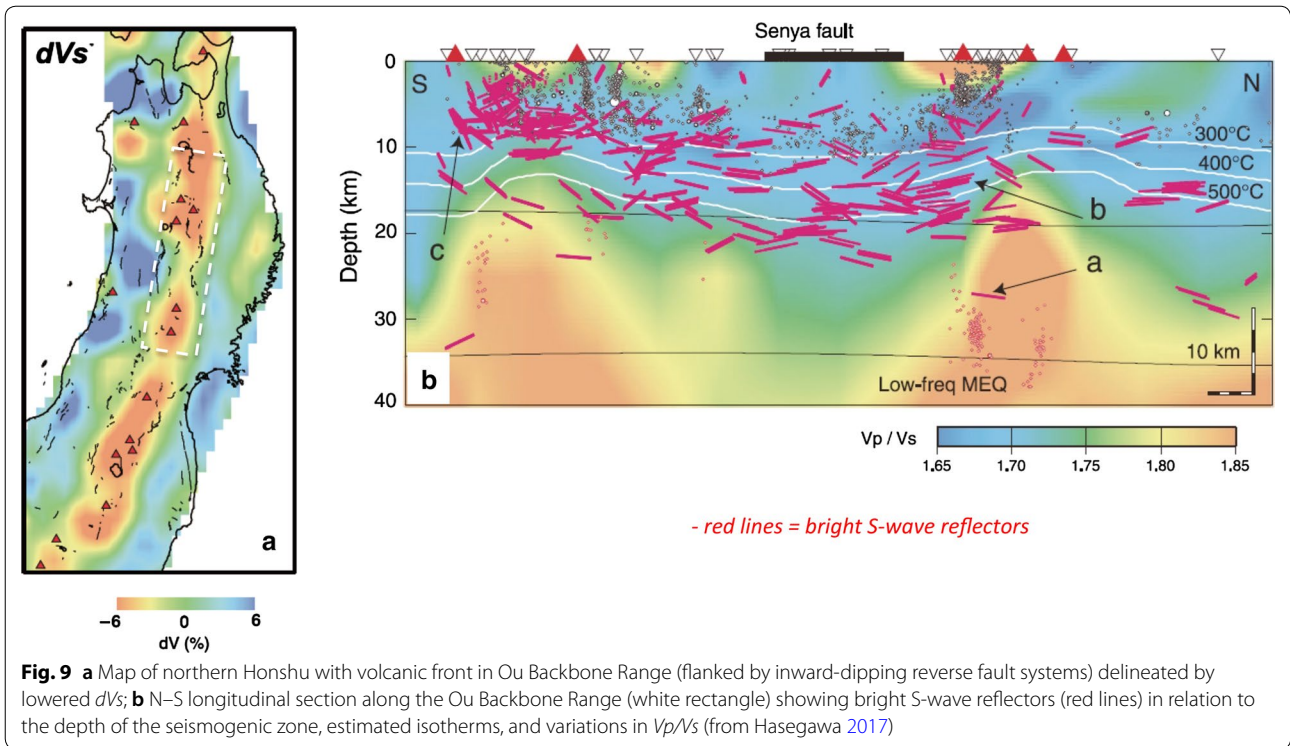 dVs-
a
−6 0 6
dV (%)
Senya fault
S N
0
10
20
30
40
Depth (km)
300°C
400°C
500°C
b
c
a
10 km
Low-freq MEQ
b
Vp / Vs
1.65 1.70 1.75 1.80 1.85
- red lines = bright S-wave reflectors
Fig. 9 a Map of northern Honshu with volcanic front in Ou Backbone Range (flanked by inward-dipping reverse fault systems) delineated by
lowered dVs; b N–S longitudinal section along the Ou Backbone Range (white rectangle) showing bright S-wave reflectors (red lines) in relation to
the depth of the seismogenic zone, estimated isotherms, and variations in Vp/Vs (from Hasegawa 2017)